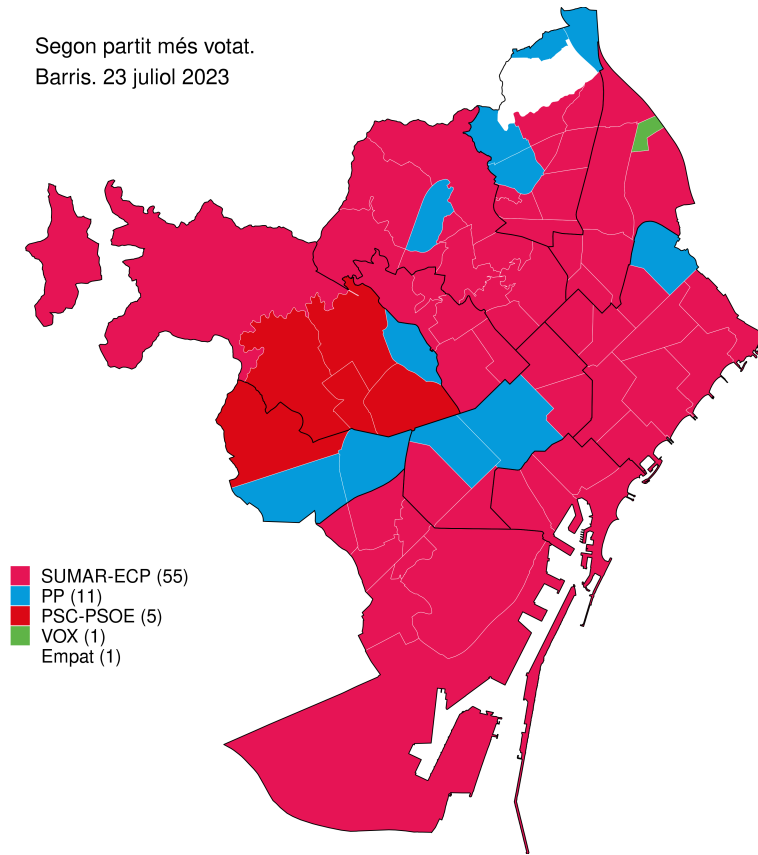 Segon partit més votat.
Barris. 23 juliol 2023
SUMAR-ECP (55)
PP (11)
PSC-PSOE (5)
VOX (1)
Empat (1)